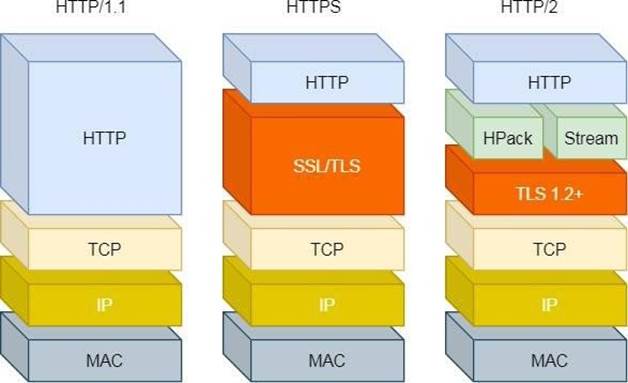 HTTP/1.1
HTTPS
HTTP/2
HTTP
HTTP
HTTP
HPack
Stream
SSL/TLS
TLS 1.2+
TCP
TCP
TCP
IP
IP
IP
MAC
MAC
MAC